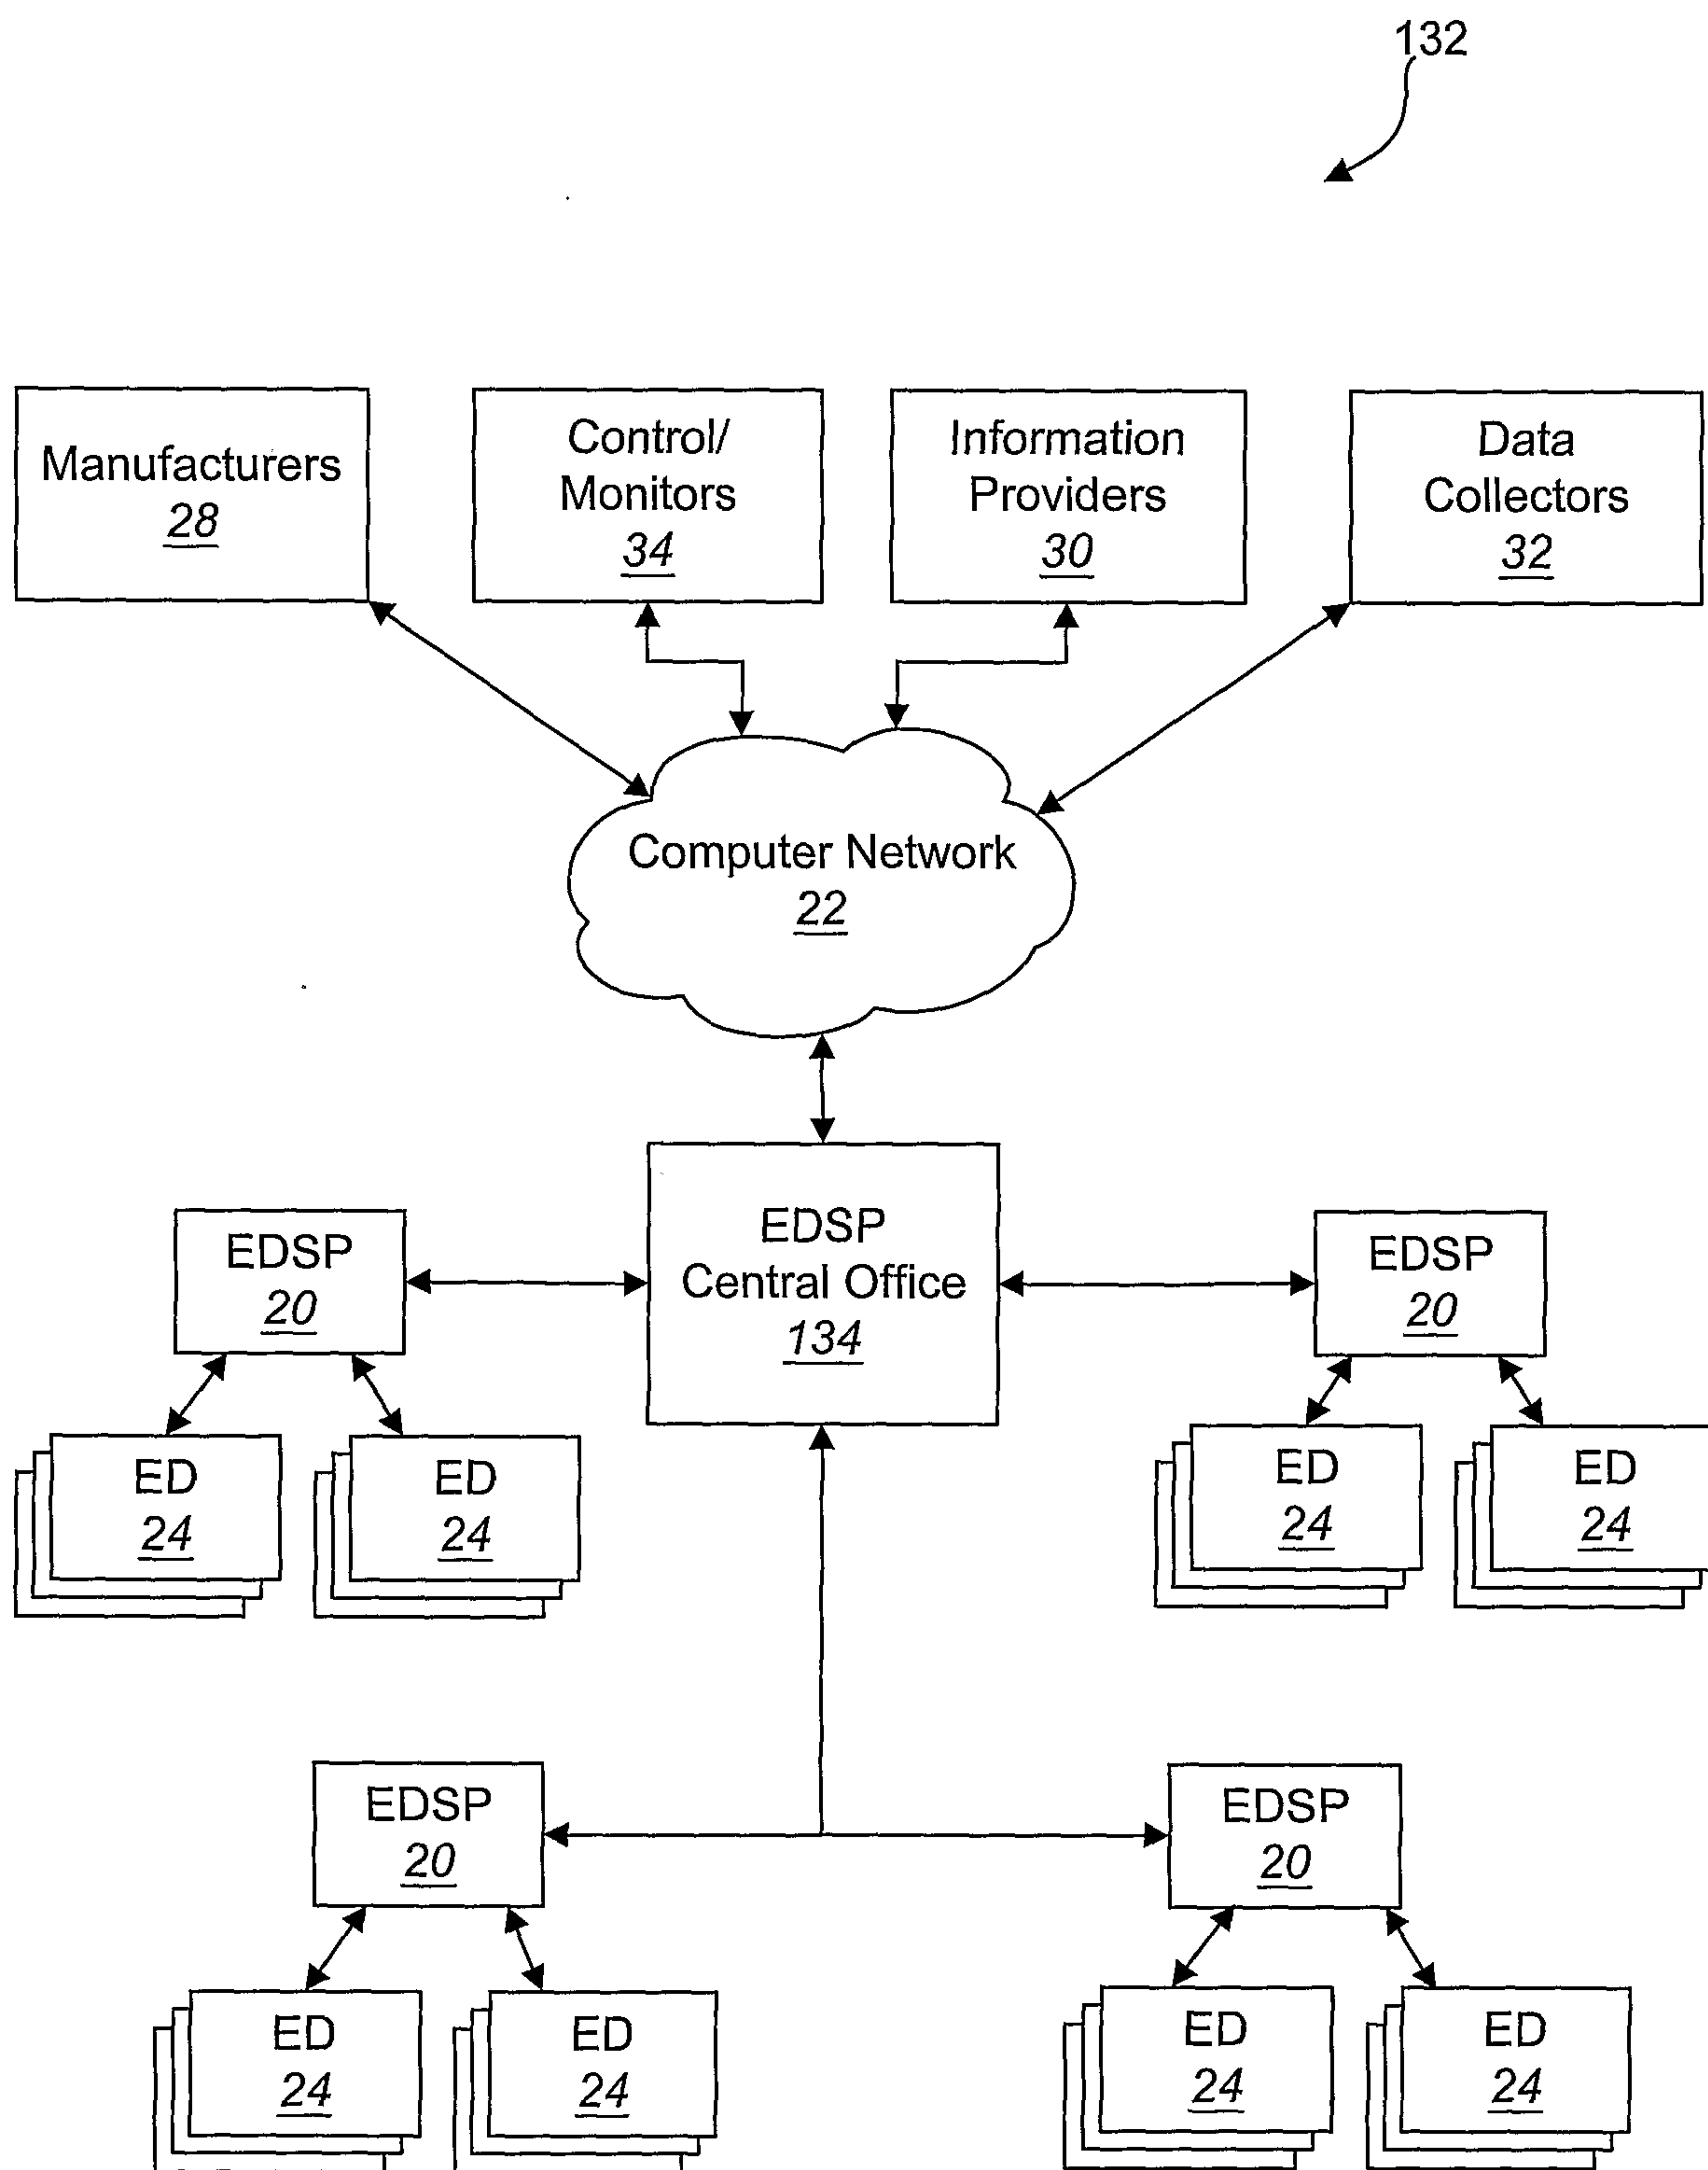 132
Manufacturers
28
Control/
Monitors
34
Information
Providers
30
Data
Collectors
32
Computer Network
22
EDSP
Central Office
134
EDSP
20
EDSP
20
ED
24
ED
24
ED
24
ED
24
EDSP
20
EDSP
20
ED
24
ED
24
ED
24
ED
24